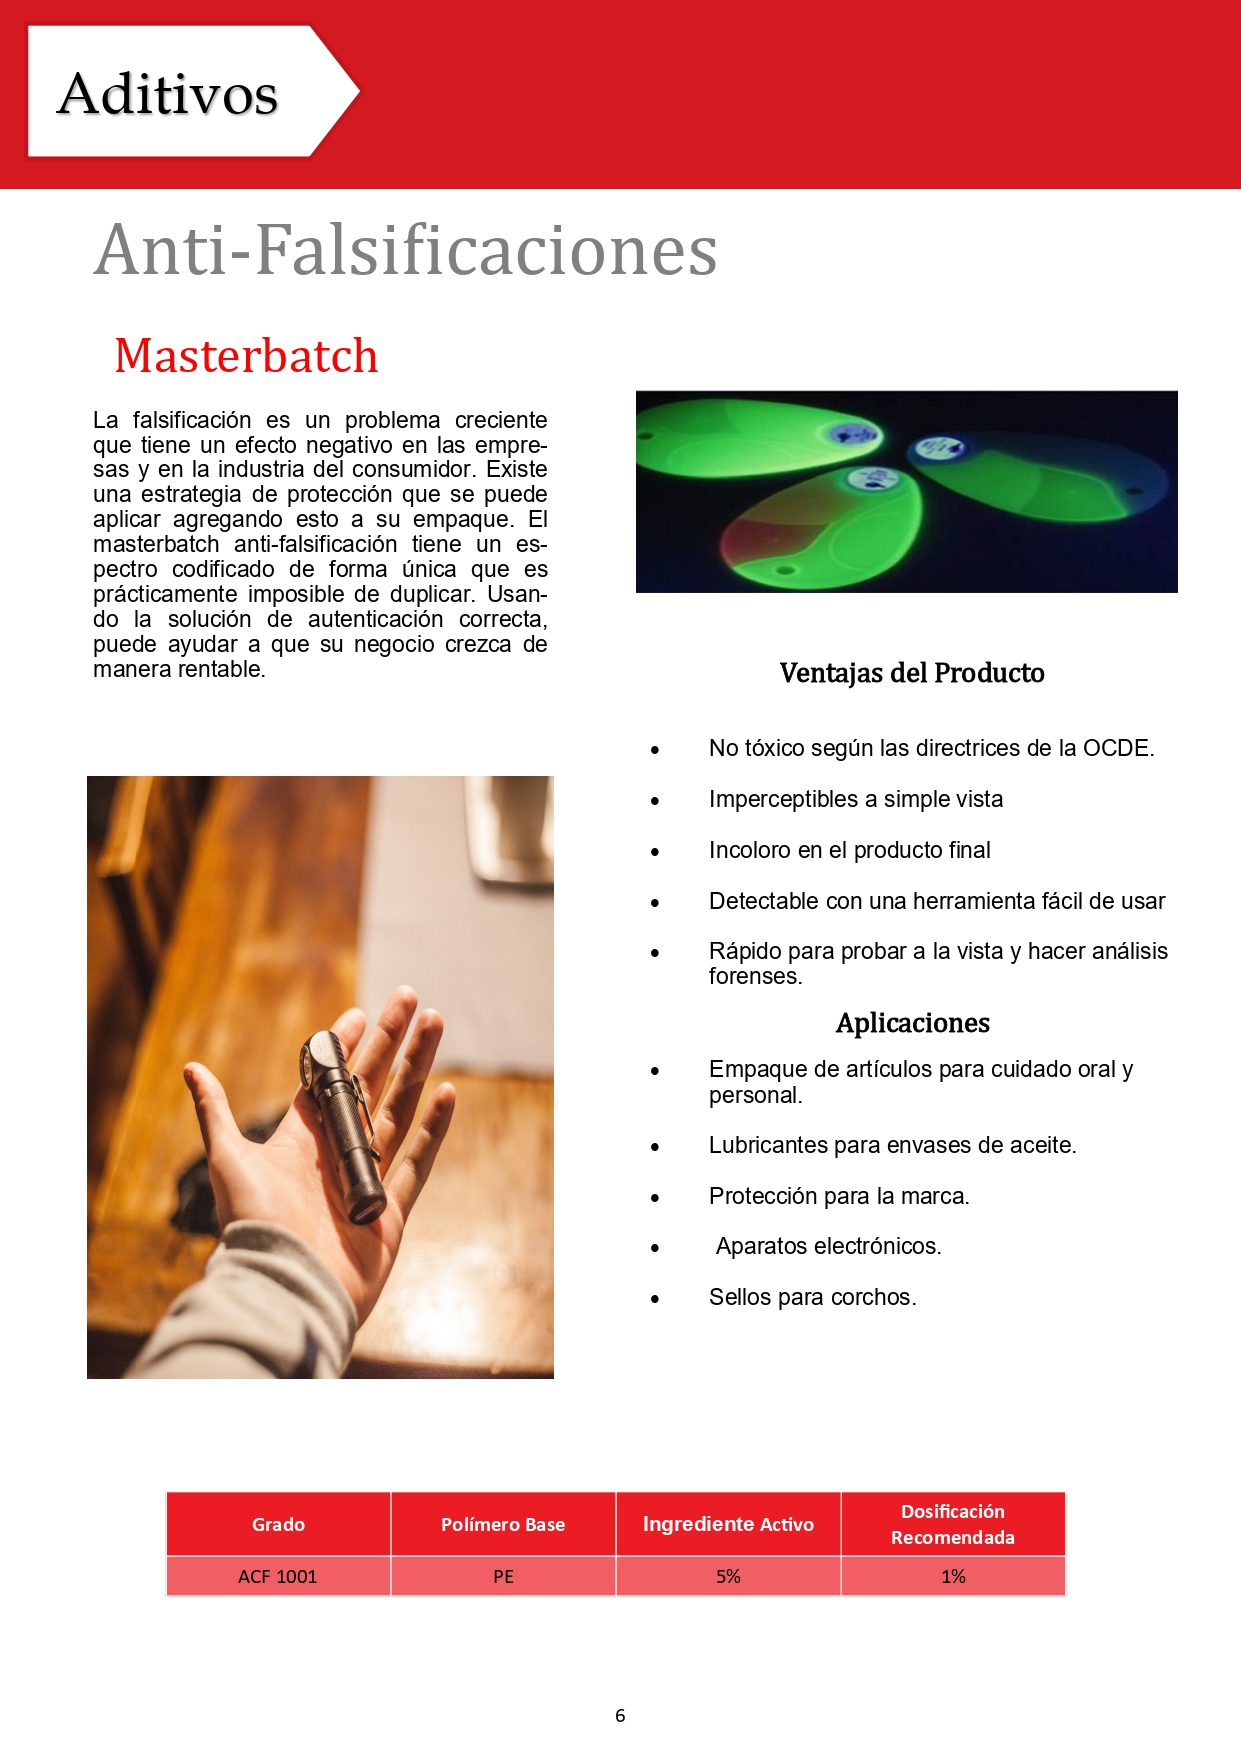 Aditivos
Anti-Falsificaciones
Masterbatch
La falsificación es un problema creciente
que tiene un efecto negativo en las empre-
sas y en la industria del consumidor. Existe
una estrategia de protección que se puede
aplicar agregando esto a su empaque. El
masterbatch anti-falsificación tiene un es-
pectro codificado de forma única que es
prácticamente imposible de duplicar. Usan-
do la solución de autenticación correcta,
puede ayudar a que su negocio crezca de
manera rentable.
Ventajas del Producto
• No tóxico según las directrices de la OCDE.
• Imperceptibles a simple vista
• Incoloro en el producto final
• Detectable con una herramienta fácil de usar
• Rápido para probar a la vista y hacer análisis
forenses.
Aplicaciones
• Empaque de artículos para cuidado oral y
personal.
• Lubricantes para envases de aceite.
• Protección para la marca.
• Aparatos electrónicos.
• Sellos para corchos.
Grado Polímero Base Ingrediente Activo Dosificación
Recomendada
ACF 1001 PE 5% 1%
6